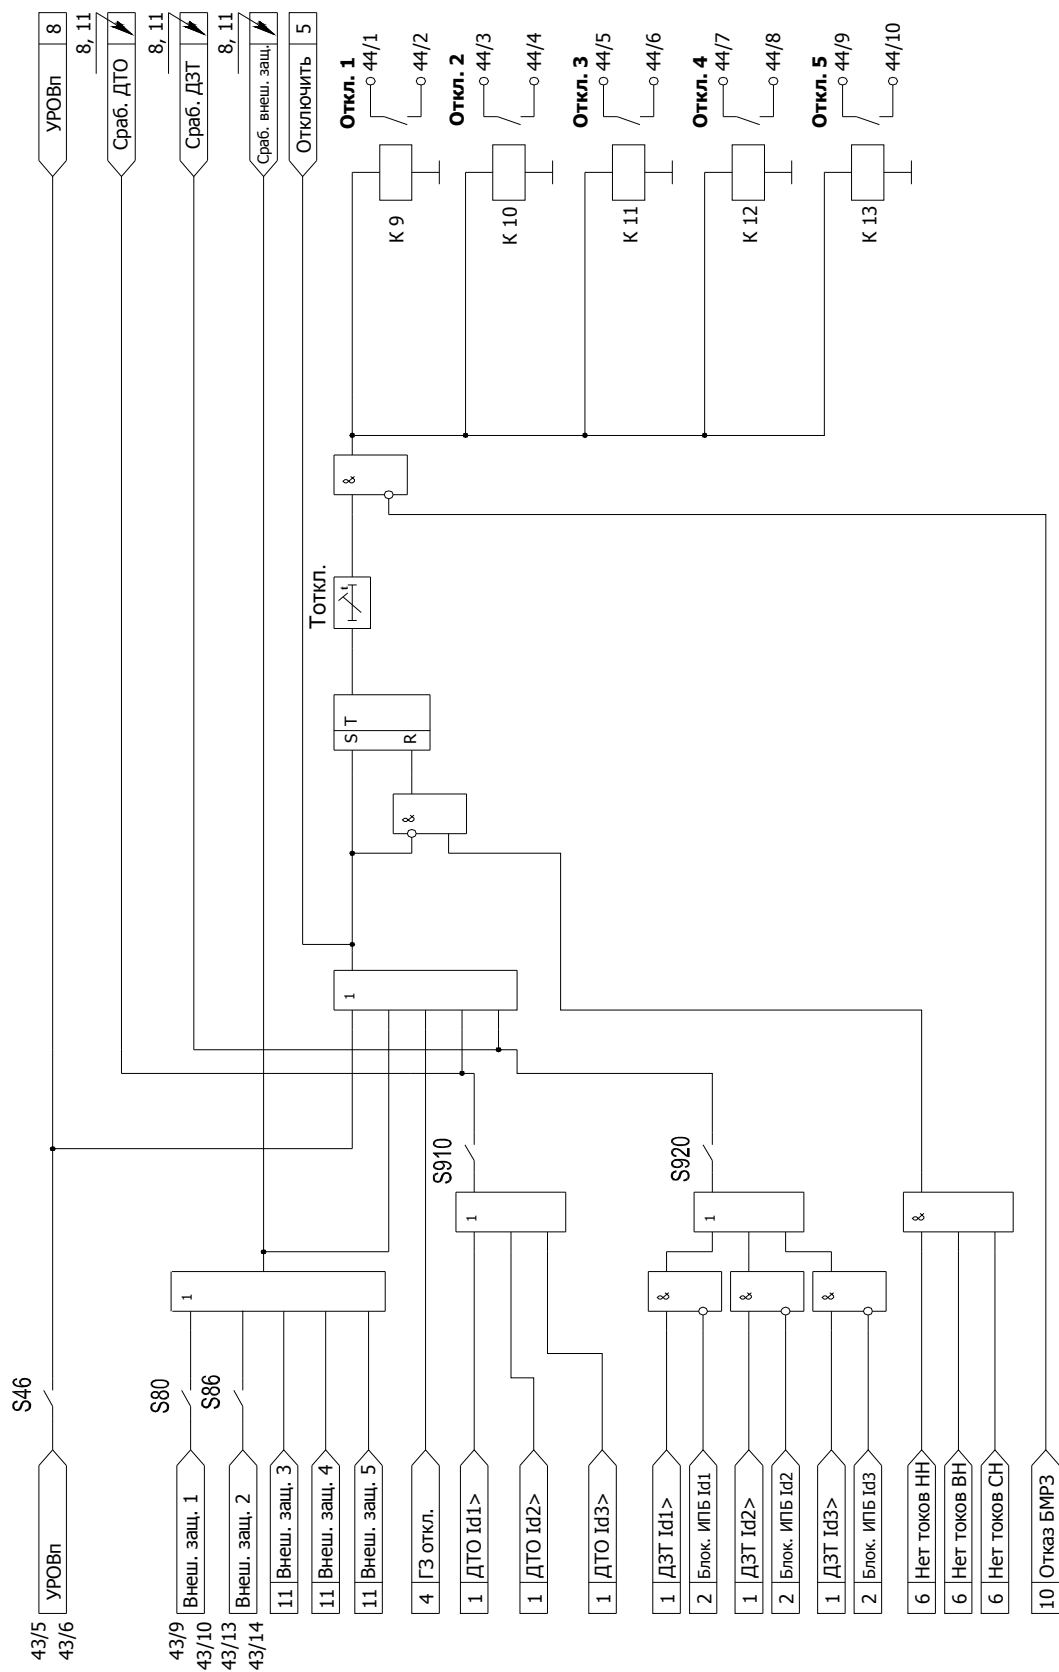 43/5
43/6
УРОВп
S46
УРОВп
8
43/9
43/10
Внеш. защ. 1
S80
43/13
43/14
Внеш. защ. 2
S86
11 Внеш. защ. 3
11 Внеш. защ. 4
11 Внеш. защ. 5
1
4 ГЗ откл.
1 ДТО Id1>
1 ДТО Id2>
1 ДТО Id3>
1
S910
1 ДЗТ Id1>
2 Блок. ИПБ Id1
&
1 ДЗТ Id2>
2 Блок. ИПБ Id2
&
1 ДЗТ Id3>
2 Блок. ИПБ Id3
&
1
S920
6 Нет токов НН
6 Нет токов ВН
6 Нет токов СН
&
10 Отказ БМРЗ
1
&
S T
R
Тоткл.
t
&
Сраб. ДТО
8, 11
Сраб. ДЗТ
8, 11
Сраб. внеш. защ.
8, 11
Отключить
5
К 9
Откл. 1
44/1
44/2
К 10
Откл. 2
44/3
44/4
К 11
Откл. 3
44/5
44/6
К 12
Откл. 4
44/7
44/8
К 13
Откл. 5
44/9
44/10